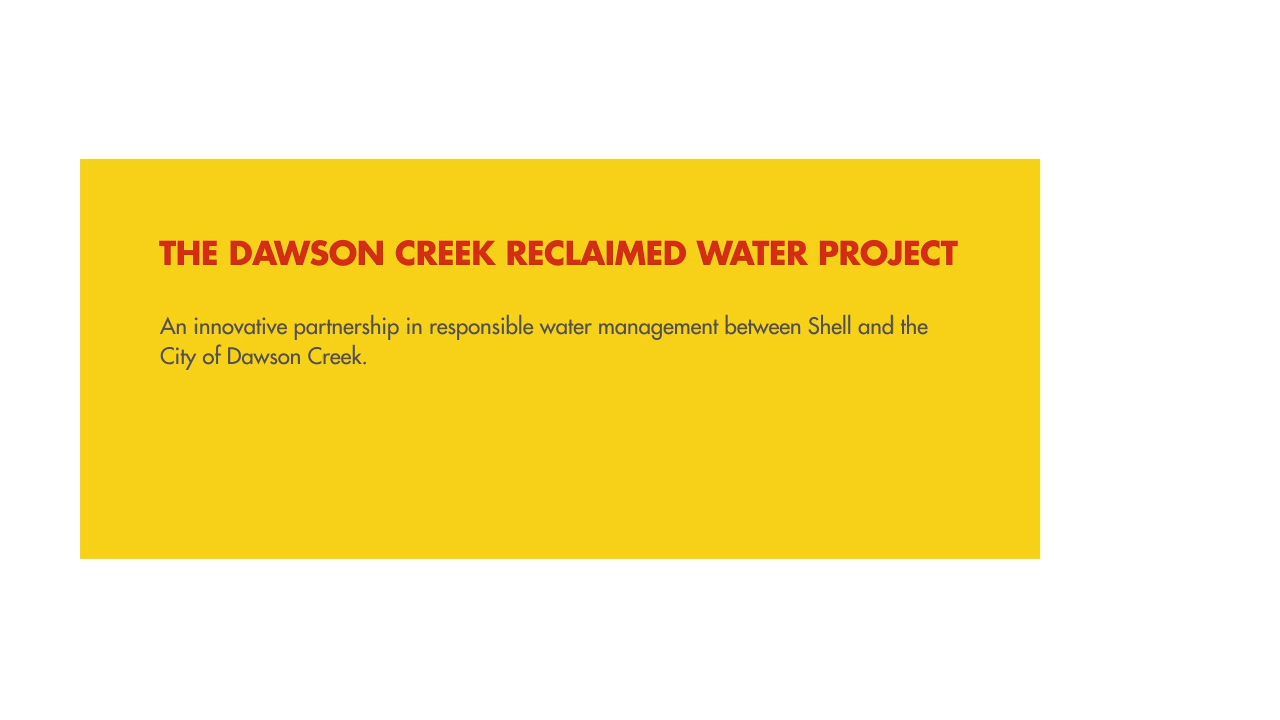 THE DAWSON CREEK RECLAIMED WATER PROJECT
An innovative partnership in responsible water management between Shell and the
City of Dawson Creek.